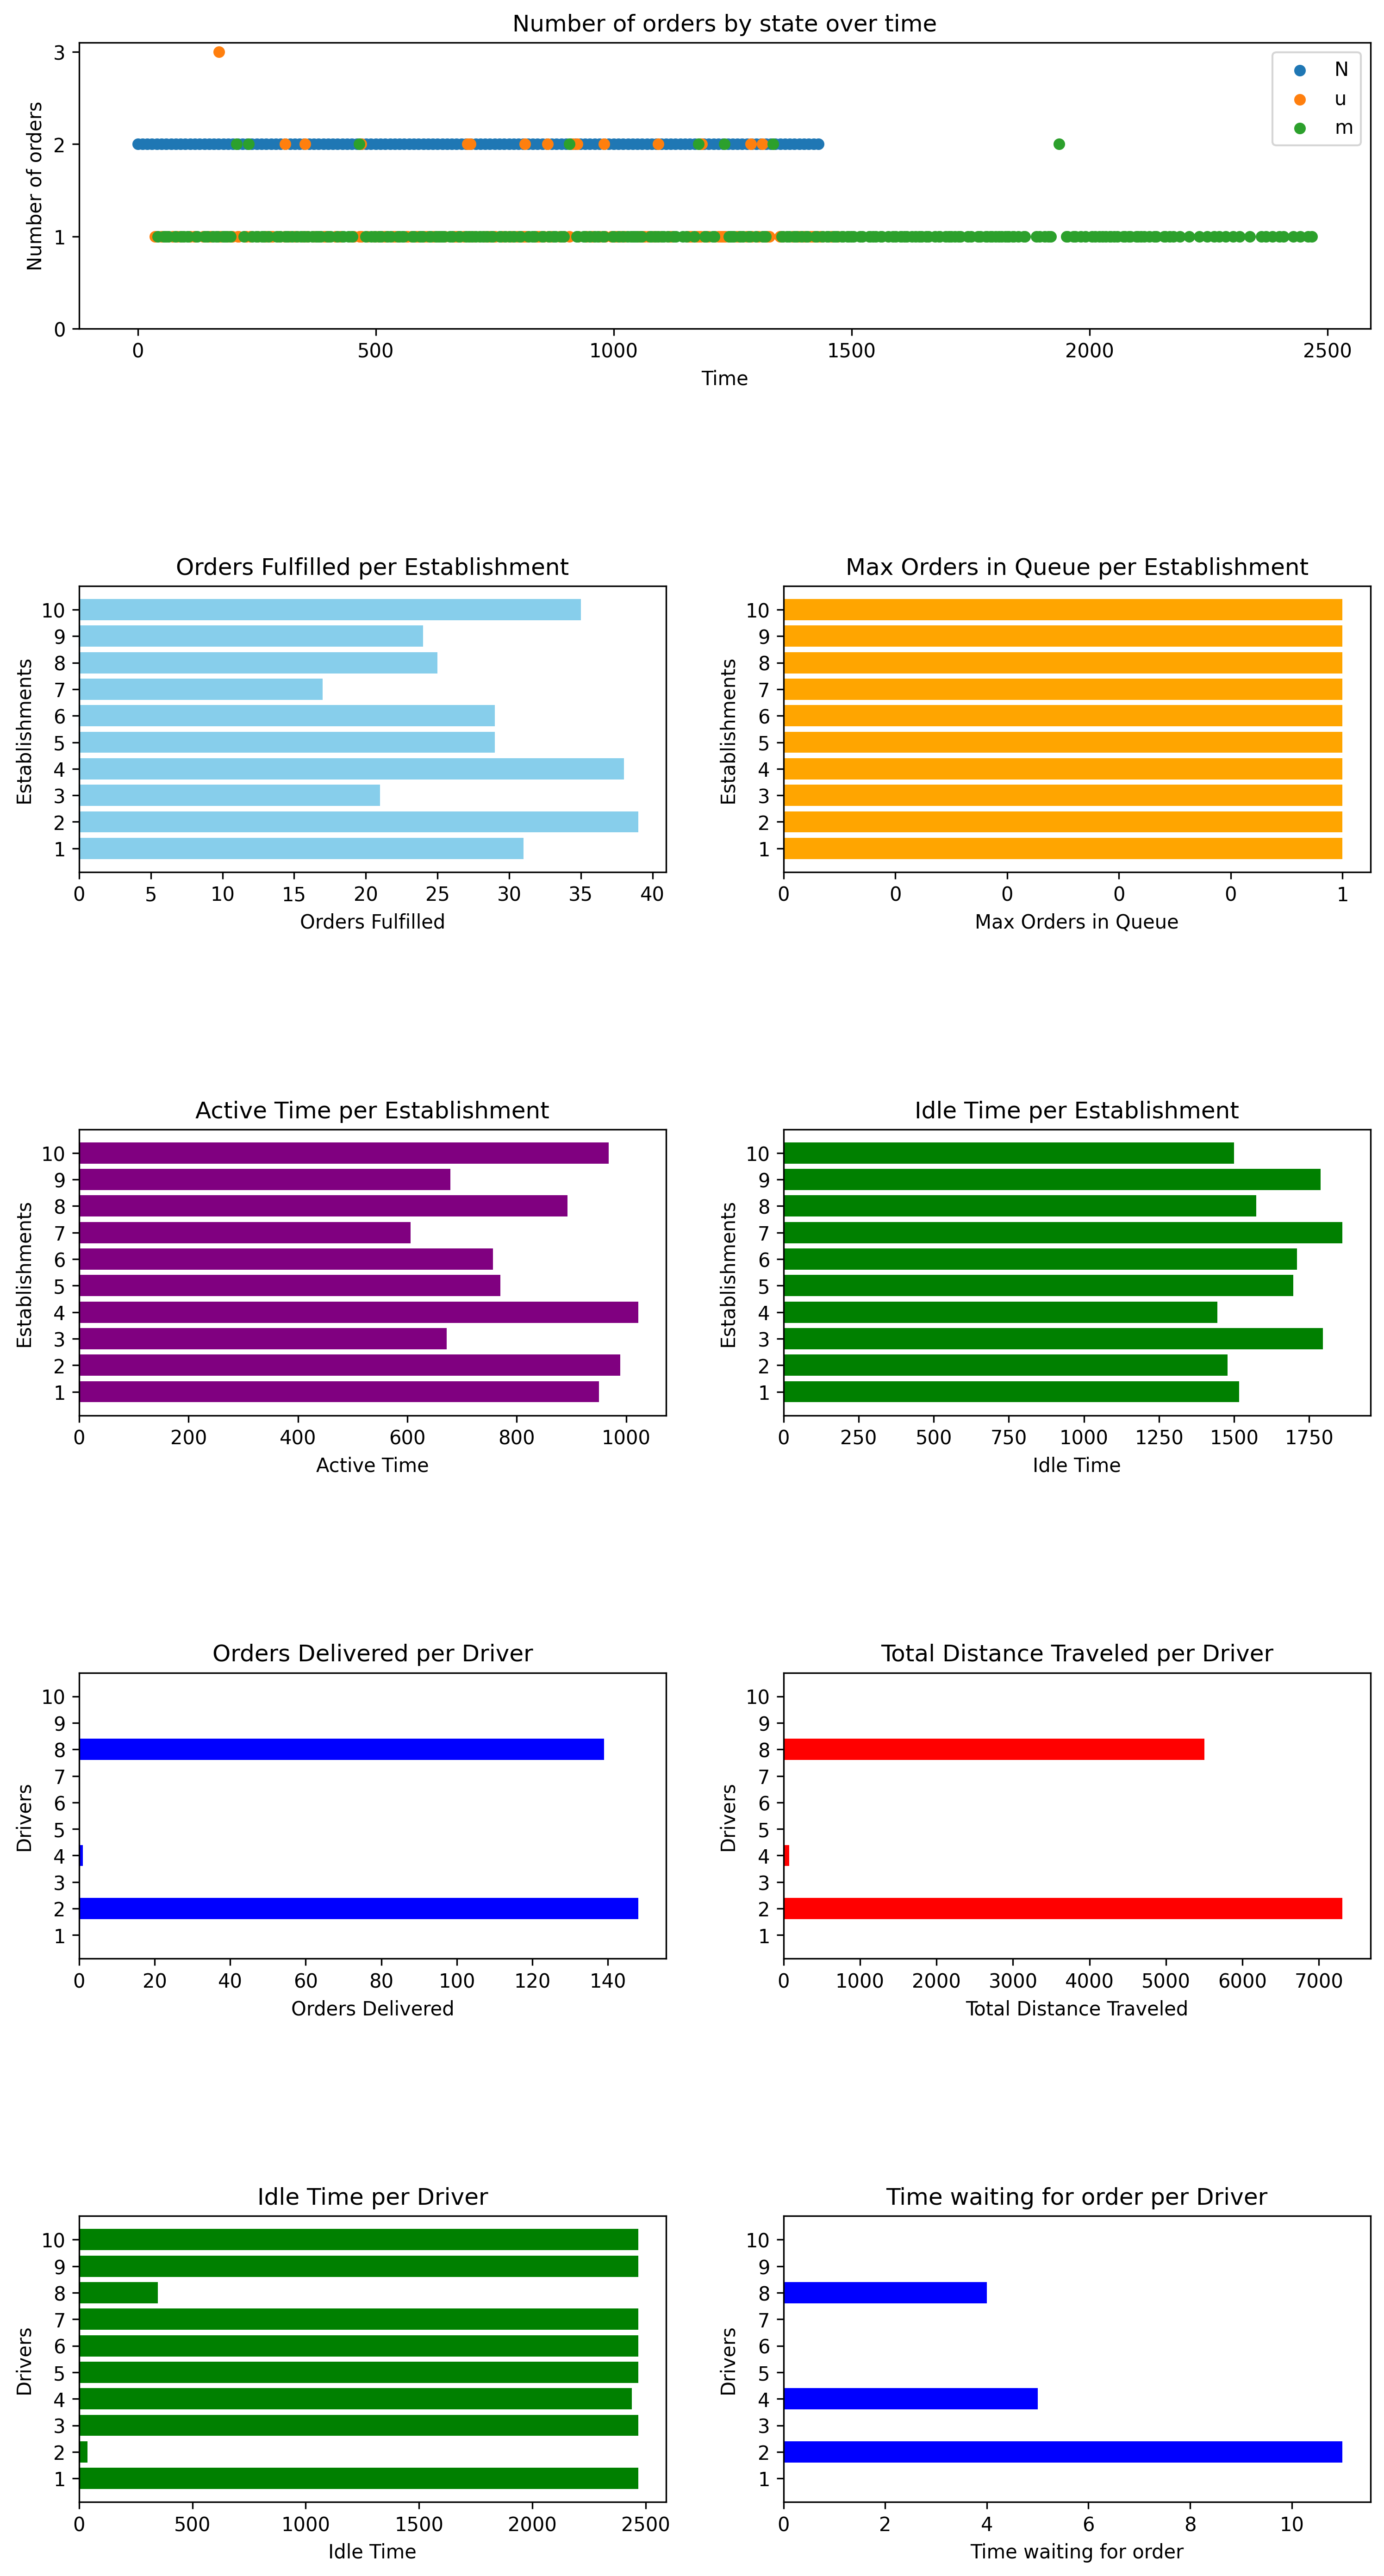 Number of orders by state over time
Number of orders
3
2
1
0
N
u
m
0 500 1000 1500 2000 2500
Time
Orders Fulfilled per Establishment
Establishments
10
9
8
7
6
5
4
3
2
1
0 5 10 15 20 25 30 35 40
Orders Fulfilled
Max Orders in Queue per Establishment
Establishments
10
9
8
7
6
5
4
3
2
1
0 0 0 0 0 1
Max Orders in Queue
Active Time per Establishment
Establishments
10
9
8
7
6
5
4
3
2
1
0 200 400 600 800 1000
Active Time
Idle Time per Establishment
Establishments
10
9
8
7
6
5
4
3
2
1
0 250 500 750 1000 1250 1500 1750
Idle Time
Orders Delivered per Driver
Drivers
10
9
8
7
6
5
4
3
2
1
0 20 40 60 80 100 120 140
Orders Delivered
Total Distance Traveled per Driver
Drivers
10
9
8
7
6
5
4
3
2
1
0 1000 2000 3000 4000 5000 6000 7000
Total Distance Traveled
Idle Time per Driver
Drivers
10
9
8
7
6
5
4
3
2
1
0 500 1000 1500 2000 2500
Idle Time
Time waiting for order per Driver
Drivers
10
9
8
7
6
5
4
3
2
1
0 2 4 6 8 10
Time waiting for order